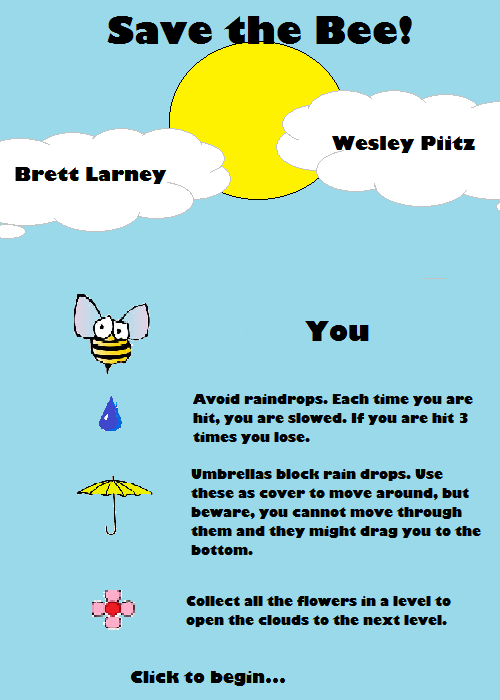 Save the Bee!
Wesley Piitz
Brett Larney
You
Avoid raindrops. Each time you are
hit, you are slowed. If you are hit 3
times you lose.
Umbrellas block rain drops. Use
these as cover to move around, but
beware, you cannot move through
them and they might drag you to the
bottom.
Collect all the flowers in a level to
open the clouds to the next level.
Click to begin...